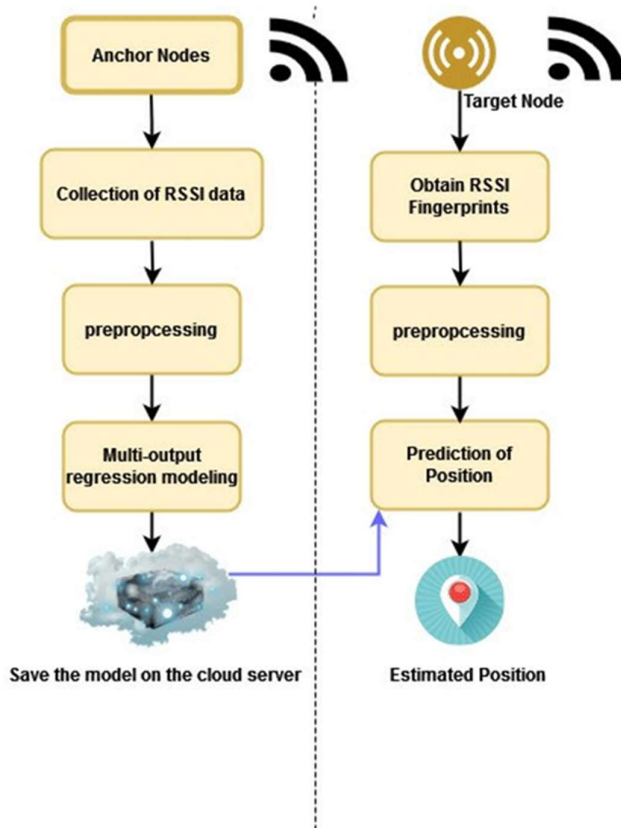 Anchor Nodes
Collection of RSSI data
prepropcessing
Multi-output
regression modeling
Save the model on the cloud server
Target Node
Obtain RSSI
Fingerprints
prepropcessing
Prediction of
Position
Estimated Position